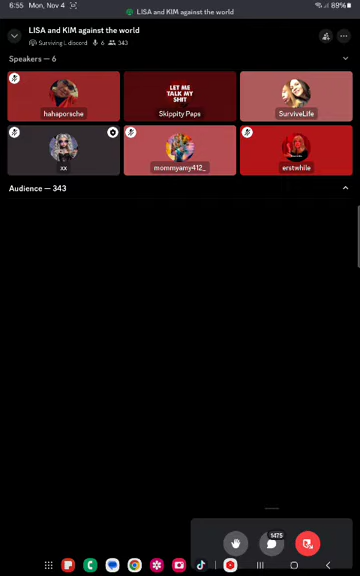 6:55 Mon, Nov 4 89%
LISA and KIM against the world
LISA and KIM against the world
Surviving L discord 6 343
Speakers — 6
LET ME
TALK MY
SHIT
hahaporsche Skippity Paps SurviveLife
xx mommyamy412_ erstwhile
Audience — 343
1475